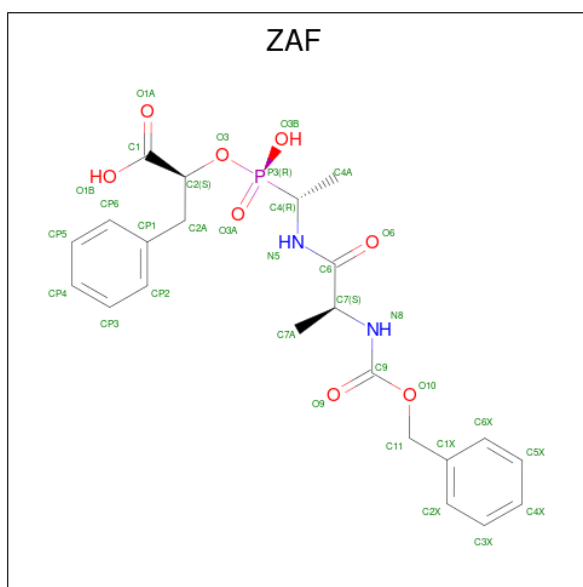 ZAF
O1A
O
O3B
C1
O3
OH
HO
O
P3(R)
C4A
O1B
C2(S)
P
CP6
C4(R)
O
CP1
C2A
O3A
O6
CP5
HN
O
N5
C6
CP4
CP2
C7(S)
N8
CP3
NH
C7A
C9
O10
O
O
O9
C6X
C1X
C11
C5X
C2X
C4X
C3X